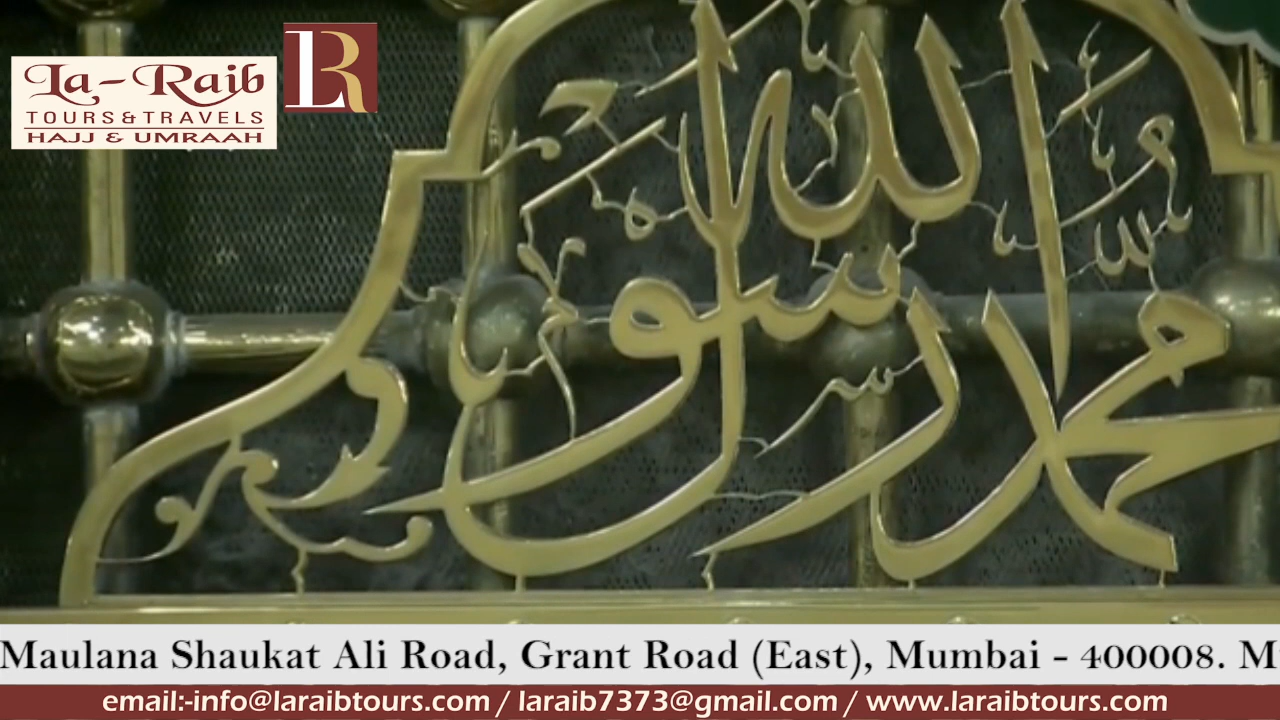 La-Raib
TOURS & TRAVELS
HAJJ & UMRAAH
LR
محمد رسول الله
Maulana Shaukat Ali Road, Grant Road (East), Mumbai - 400008. M
email:-info@laraibtours.com / laraib7373@gmail.com / www.laraibtours.com